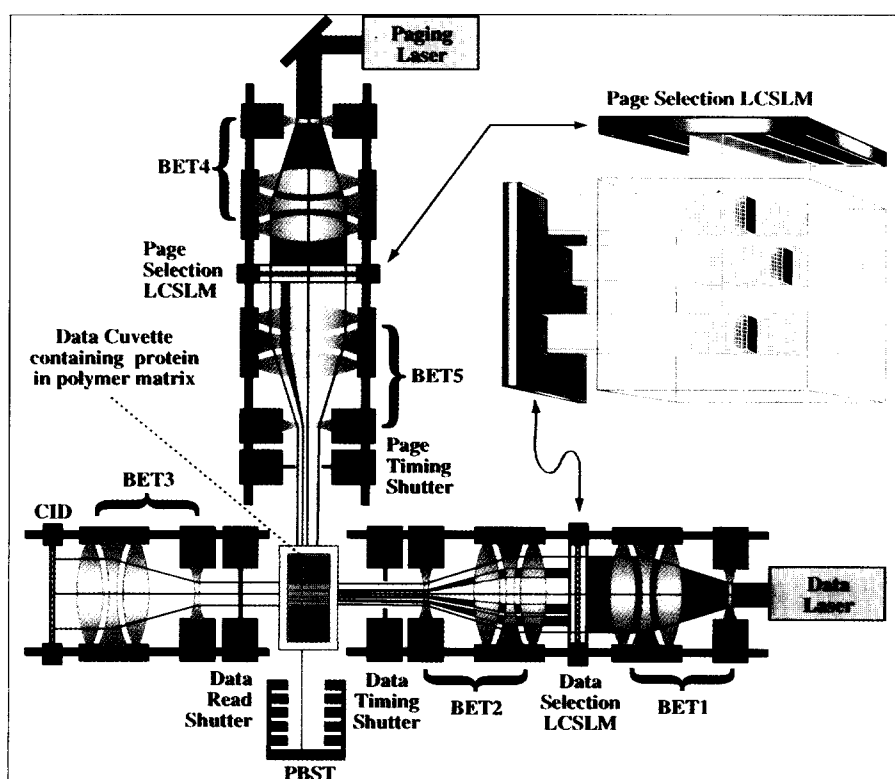 Paging
Laser
Page Selection LCSLM
BET4
Page
Selection
LCSLM
Data Cuvette
containing protein
in polymer matrix
BET5
Page
Timing
Shutter
BET3
CID
Data
Laser
Data
Read
Shutter
Data
Timing
Shutter
BET2
Data
Selection
LCSLM
BET1
PBST